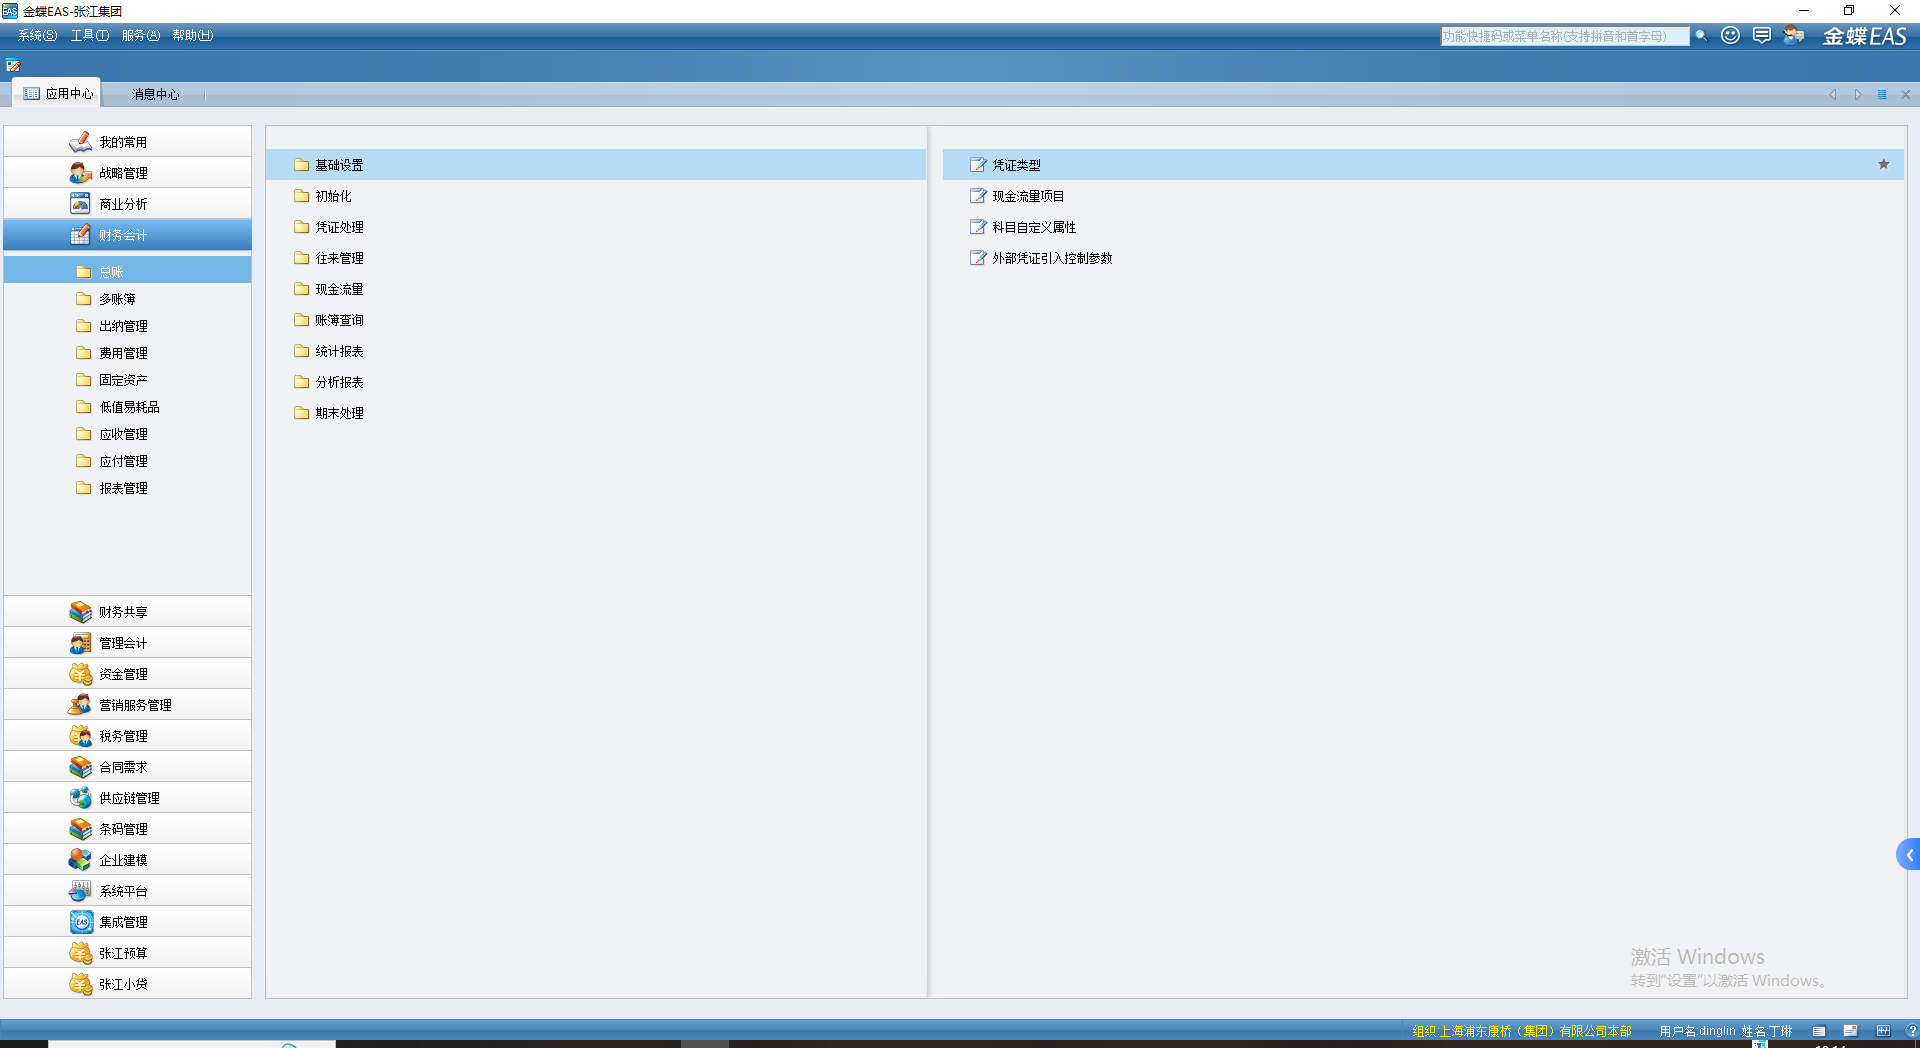 金蝶EAS-张江集团
系统(S) 工具(T) 服务(A) 帮助(H)
功能快捷码或菜单名称(支持拼音和首字母)
金蝶EAS
应用中心
消息中心
我的常用
战略管理
商业分析
财务会计
总账
多账簿
出纳管理
费用管理
固定资产
低值易耗品
应收管理
应付管理
报表管理
财务共享
管理会计
资金管理
营销服务管理
税务管理
合同需求
供应链管理
条码管理
企业建模
系统平台
集成管理
张江预算
张江小贷
基础设置
初始化
凭证处理
往来管理
现金流量
账簿查询
统计报表
分析报表
期末处理
凭证类型
现金流量项目
科目自定义属性
外部凭证引入控制参数
激活 Windows
转到“设置”以激活 Windows。
组织:上海浦东康桥（集团）有限公司本部 用户名:dinglin 姓名:丁琳